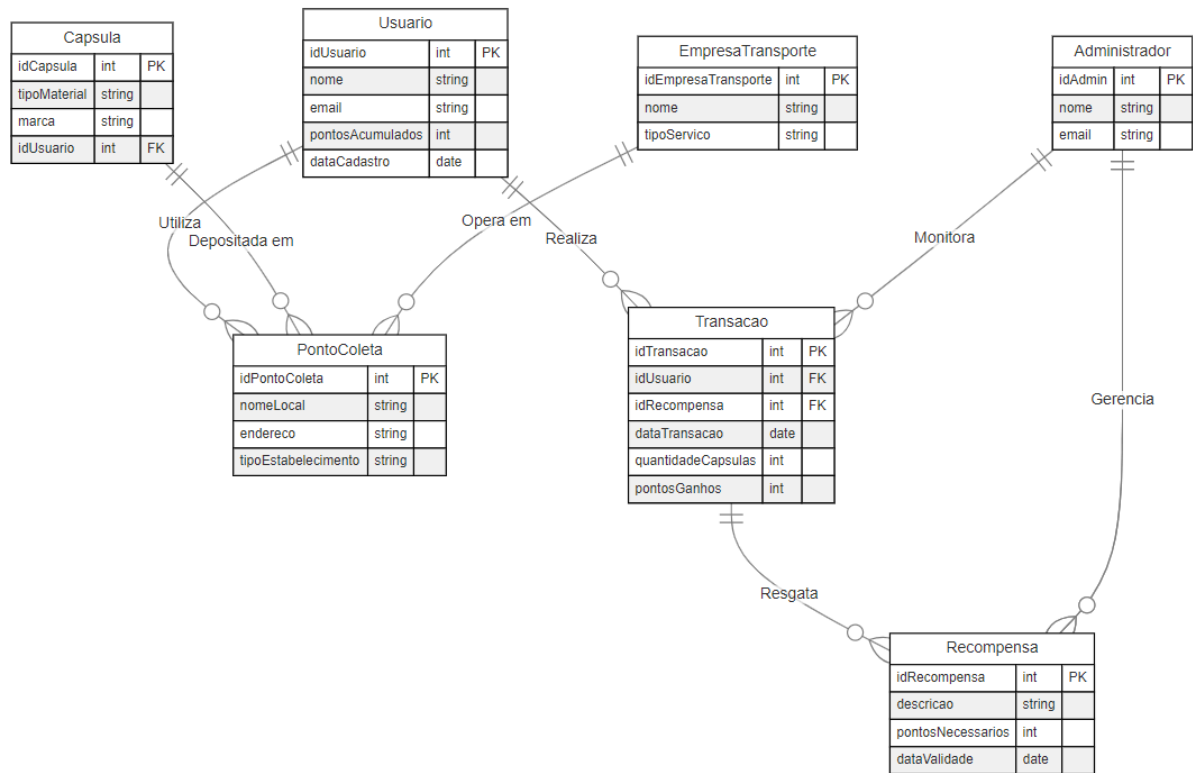 Capsula
idCapsula int PK
tipoMaterial string
marca string
idUsuario int FK
Usuario
idUsuario int PK
nome string
email string
pontosAcumulados int
dataCadastro date
EmpresaTransporte
idEmpresaTransporte int PK
nome string
tipoServico string
Administrador
idAdmin int PK
nome string
email string
Utiliza
Depositada em
Opera em
Realiza
Monitora
PontoColeta
idPontoColeta int PK
nomeLocal string
endereco string
tipoEstabelecimento string
Transacao
idTransacao int PK
idUsuario int FK
idRecompensa int FK
dataTransacao date
quantidadeCapsulas int
pontosGanhos int
Gerencia
Resgata
Recompensa
idRecompensa int PK
descricao string
pontosNecessarios int
dataValidade date